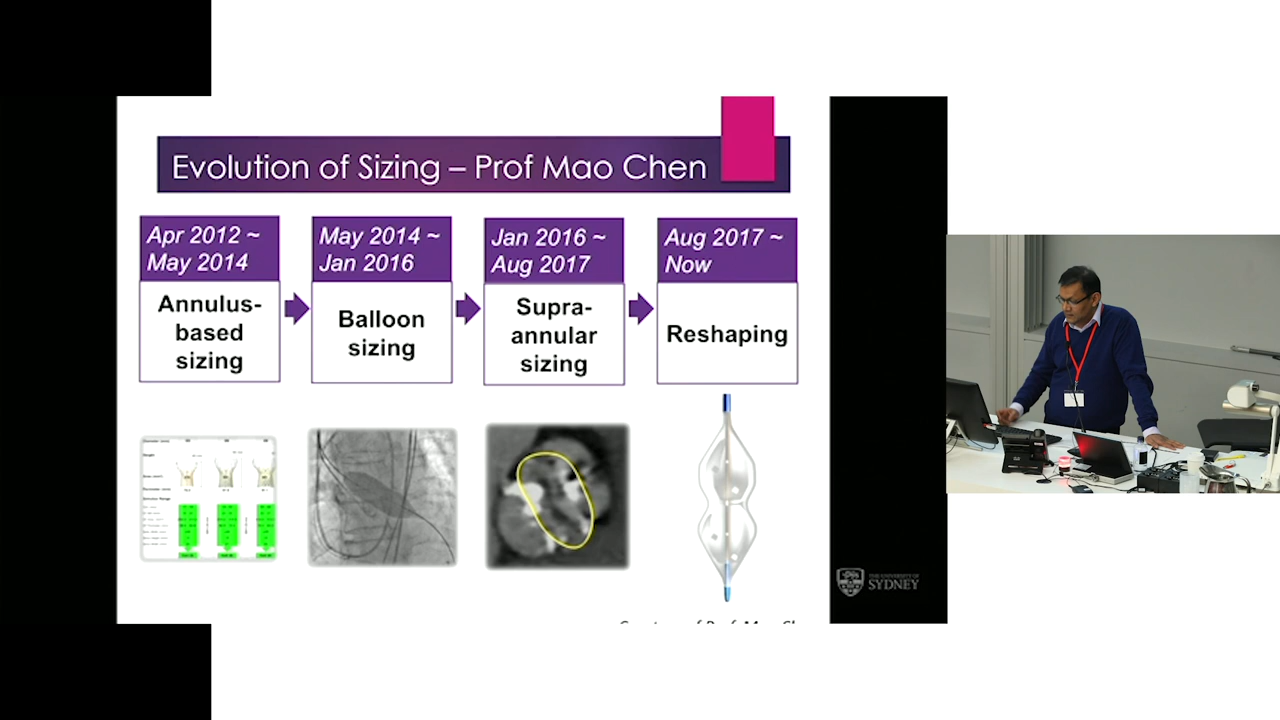 Evolution of Sizing – Prof Mao Chen
Apr 2012 ~
May 2014
Annulus-
based
sizing
May 2014 ~
Jan 2016
Balloon
sizing
Jan 2016 ~
Aug 2017
Supra-
annular
sizing
Aug 2017 ~
Now
Reshaping
THE UNIVERSITY OF
SYDNEY